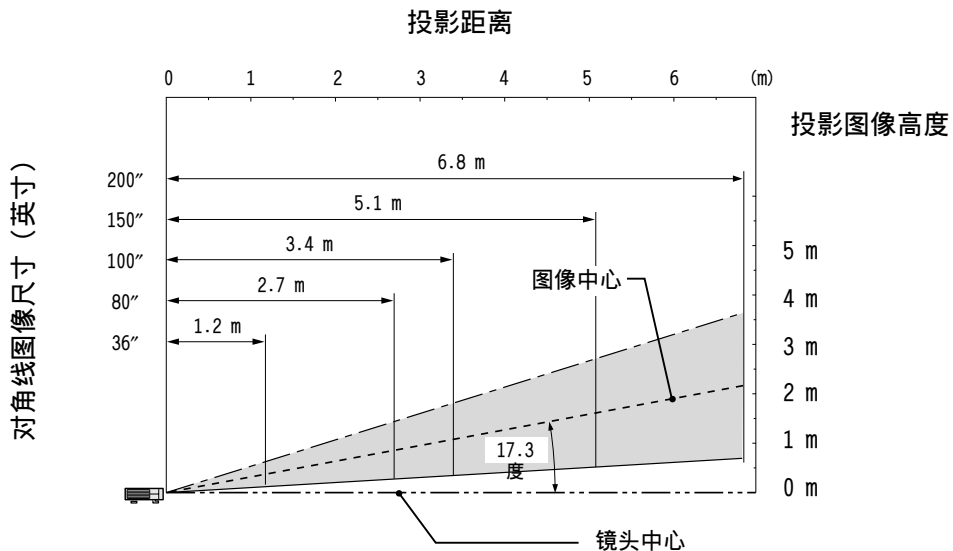 投影距离
0 1 2 3 4 5 6 (m)
投影图像高度
对角线图像尺寸（英寸）
200″ 6.8 m
150″ 5.1 m
100″ 3.4 m
80″ 2.7 m
36″ 1.2 m
图像中心
5 m
4 m
3 m
2 m
1 m
0 m
17.3
度
镜头中心